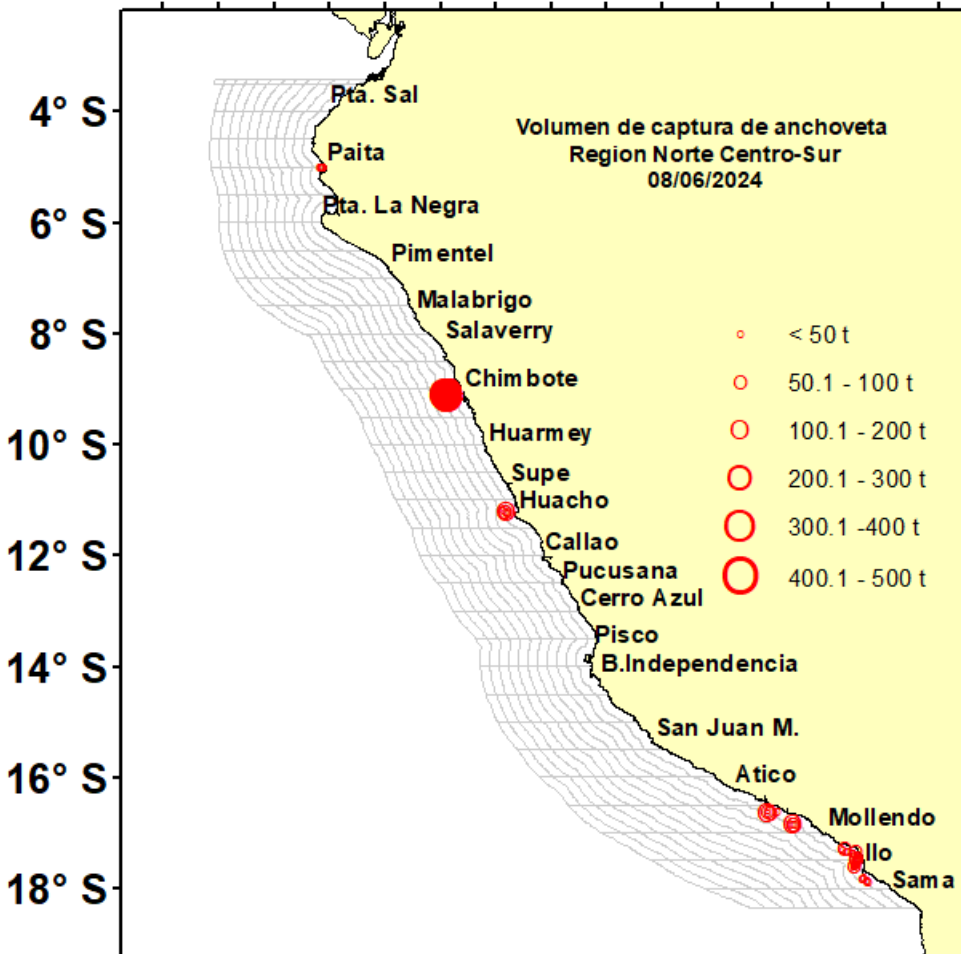 Pta. Sal
4° S
Volumen de captura de anchoveta
Region Norte Centro-Sur
08/06/2024
Paita
Pta. La Negra
6° S
Pimentel
Malabrigo
Salaverry
8° S
< 50 t
Chimbote
50.1 - 100 t
Huarmey
100.1 - 200 t
10° S
Supe
200.1 - 300 t
Huacho
300.1 -400 t
Callao
12° S
Pucusana
400.1 - 500 t
Cerro Azul
Pisco
14° S
B.Independencia
San Juan M.
16° S
Atico
Mollendo
Ilo
18° S
Sama